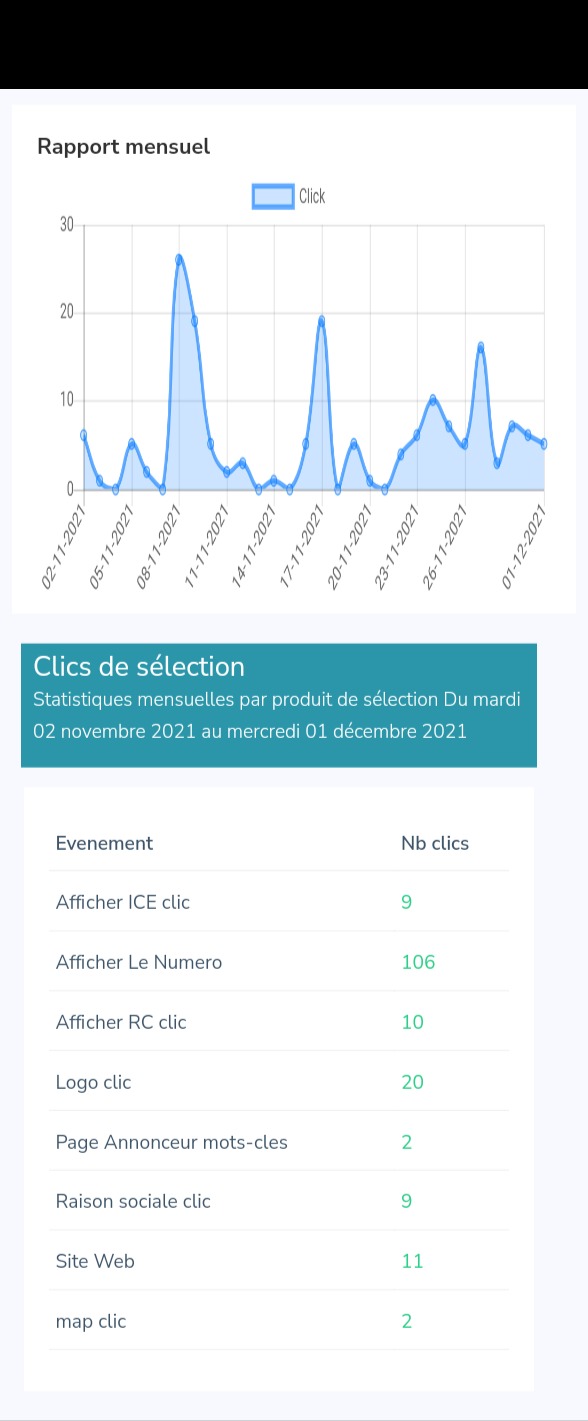 Rapport mensuel
Click
30
20
10
0
02-11-2021
05-11-2021
08-11-2021
11-11-2021
14-11-2021
17-11-2021
20-11-2021
23-11-2021
26-11-2021
01-12-2021
Clics de sélection
Statistiques mensuelles par produit de sélection Du mardi
02 novembre 2021 au mercredi 01 décembre 2021
Evenement Nb clics
Afficher ICE clic 9
Afficher Le Numero 106
Afficher RC clic 10
Logo clic 20
Page Annonceur mots-cles 2
Raison sociale clic 9
Site Web 11
map clic 2